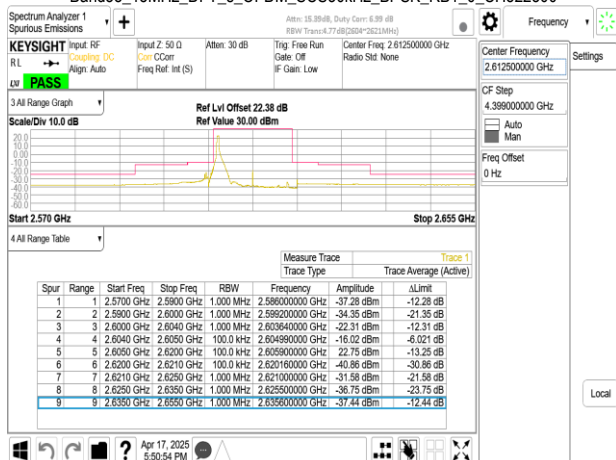 Spectrum Analyzer 1
Spurious Emissions
Attn: 15.39dB, Duty Corr: 6.99 dB
RBW Trans:4.77dB(2604~2621MHz)
Frequency
Settings
KEYSIGHT
Input: RF
Coupling: DC
Align: Auto
Input Z: 50 Ω
Corr CCorr
Freq Ref: Int (S)
Atten: 30 dB
Trig: Free Run
Gate: Off
IF Gain: Low
Center Freq: 2.612500000 GHz
Radio Std: None
RL
LXI
PASS
Center Frequency
2.612500000 GHz
CF Step
4.399000000 GHz
Auto
Man
Freq Offset
0 Hz
3 All Range Graph
Scale/Div 10.0 dB
Ref Lvl Offset 22.38 dB
Ref Value 30.00 dBm
20.0
10.0
0.00
-10.0
-20.0
-30.0
-40.0
-50.0
-60.0
Start 2.570 GHz
Stop 2.655 GHz
4 All Range Table
Measure Trace Trace 1
Trace Type Trace Average (Active)
Spur Range Start Freq Stop Freq RBW Frequency Amplitude ΔLimit
1 1 2.5700 GHz 2.5900 GHz 1.000 MHz 2.586000000 GHz -37.28 dBm -12.28 dB
2 2 2.5900 GHz 2.6000 GHz 1.000 MHz 2.599200000 GHz -34.35 dBm -21.35 dB
3 3 2.6000 GHz 2.6040 GHz 1.000 MHz 2.603640000 GHz -22.31 dBm -12.31 dB
4 4 2.6040 GHz 2.6050 GHz 100.0 kHz 2.604990000 GHz -16.02 dBm -6.021 dB
5 5 2.6050 GHz 2.6200 GHz 100.0 kHz 2.605900000 GHz 22.75 dBm -13.25 dB
6 6 2.6200 GHz 2.6210 GHz 100.0 kHz 2.620160000 GHz -40.86 dBm -30.86 dB
7 7 2.6210 GHz 2.6250 GHz 1.000 MHz 2.621000000 GHz -31.58 dBm -21.58 dB
8 8 2.6250 GHz 2.6350 GHz 1.000 MHz 2.625500000 GHz -36.75 dBm -23.75 dB
9 9 2.6350 GHz 2.6550 GHz 1.000 MHz 2.635600000 GHz -37.44 dBm -12.44 dB
Local
Apr 17, 2025
5:50:54 PM